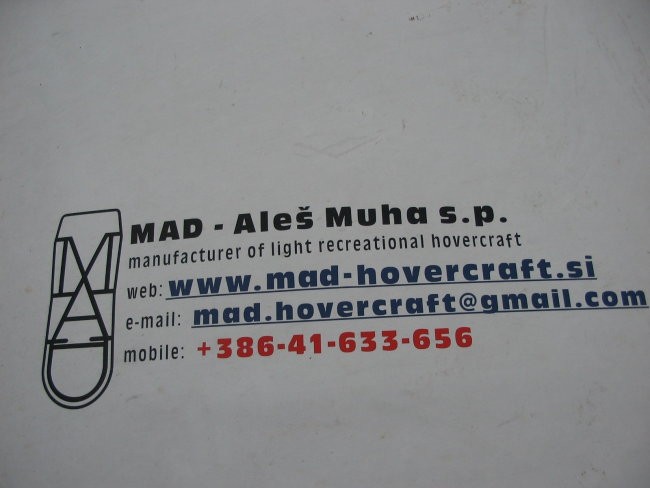 MAD - Aleš Muha s.p.
manufacturer of light recreational hovercraft
web: www.mad-hovercraft.si
e-mail: mad.hovercraft@gmail.com
mobile: +386-41-633-656
MAD